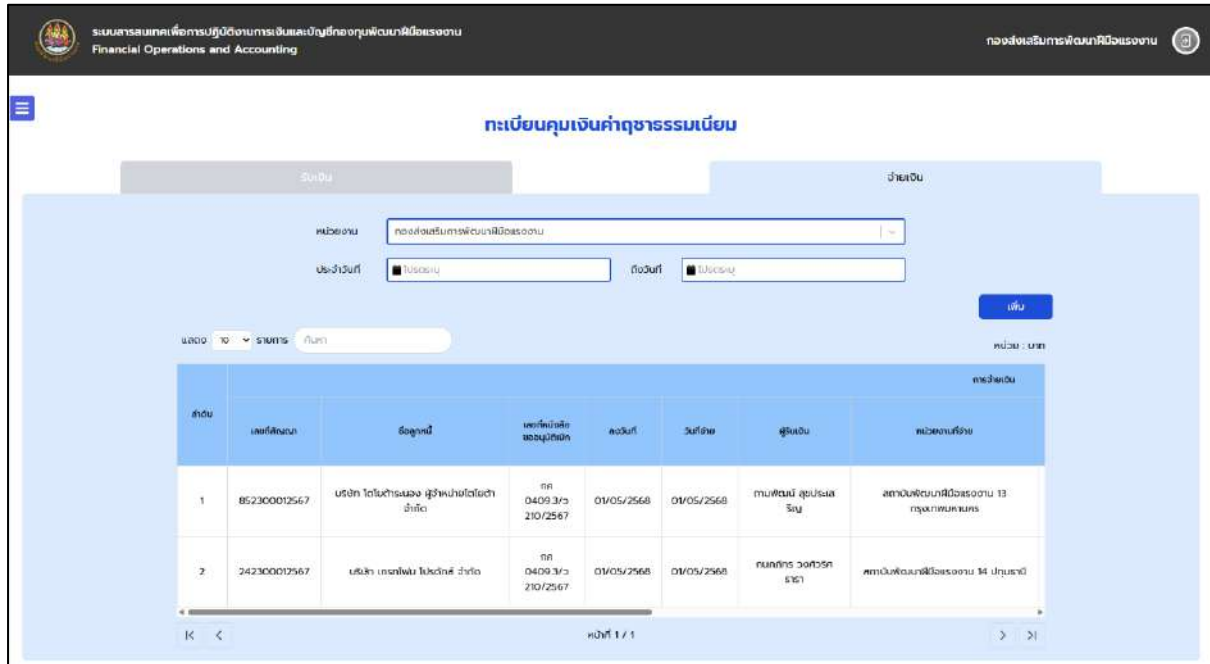 ระบบสารสนเทศเพื่อการปฏิบัติงานการเงินและบัญชีกองทุนพัฒนาฝีมือแรงงาน
Financial Operations and Accounting
กองส่งเสริมการพัฒนาฝีมือแรงงาน
ทะเบียนคุมเงินค่าฤชาธรรมเนียม
รับเงิน
จ่ายเงิน
หน่วยงาน
กองส่งเสริมการพัฒนาฝีมือแรงงาน
ประจำวันที่
โปรดระบุ
ถึงวันที่
โปรดระบุ
เพิ่ม
แสดง 10 รายการ
ค้นหา
หน่วย : บาท
การจ่ายเงิน
ลำดับ
เลขที่สัญญา
ชื่อลูกหนี้
เลขที่หนังสือ
ขออนุมัติเบิก
ลงวันที่
วันที่จ่าย
ผู้รับเงิน
หน่วยงานที่จ่าย
1
852300012567
บริษัท โตโยต้าระนอง ผู้จำหน่ายโตโยต้า
จำกัด
0409.3/ว
210/2567
01/05/2568
01/05/2568
สุขประเส
ริญ
สถาบันพัฒนาฝีมือแรงงาน 13
กรุงเทพมหานคร
2
242300012567
บริษัท เกรทไฟน โปรดักส์ จำกัด
0409.3/ว
210/2567
01/05/2568
01/05/2568
ธารา
สถาบันพัฒนาฝีมือแรงงาน 14 ปทุมธานี
หน้าที่ 1 / 1